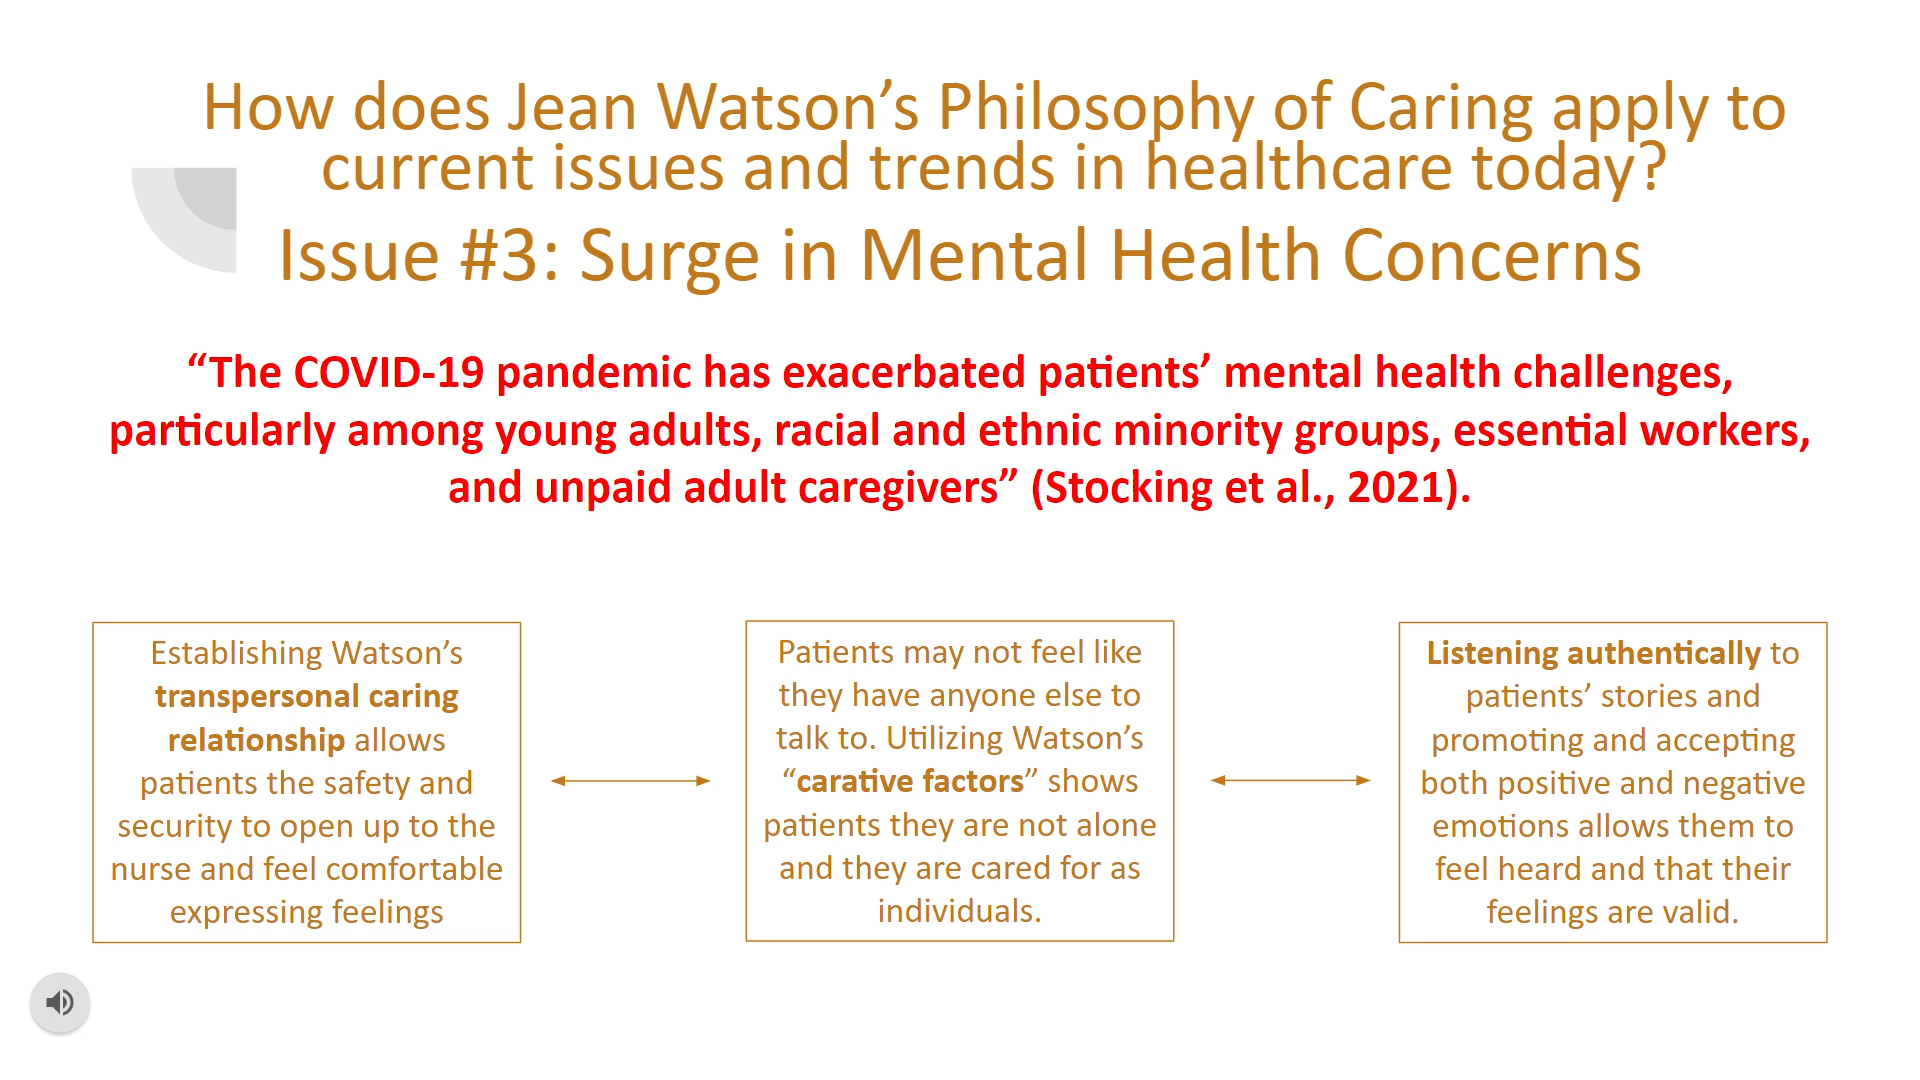 How does Jean Watson’s Philosophy of Caring apply to
current issues and trends in healthcare today?
Issue #3: Surge in Mental Health Concerns
“The COVID-19 pandemic has exacerbated patients’ mental health challenges,
particularly among young adults, racial and ethnic minority groups, essential workers,
and unpaid adult caregivers” (Stocking et al., 2021).
Establishing Watson’s
transpersonal caring
relationship allows
patients the safety and
security to open up to the
nurse and feel comfortable
expressing feelings
Patients may not feel like
they have anyone else to
talk to. Utilizing Watson’s
“carative factors” shows
patients they are not alone
and they are cared for as
individuals.
Listening authentically to
patients’ stories and
promoting and accepting
both positive and negative
emotions allows them to
feel heard and that their
feelings are valid.